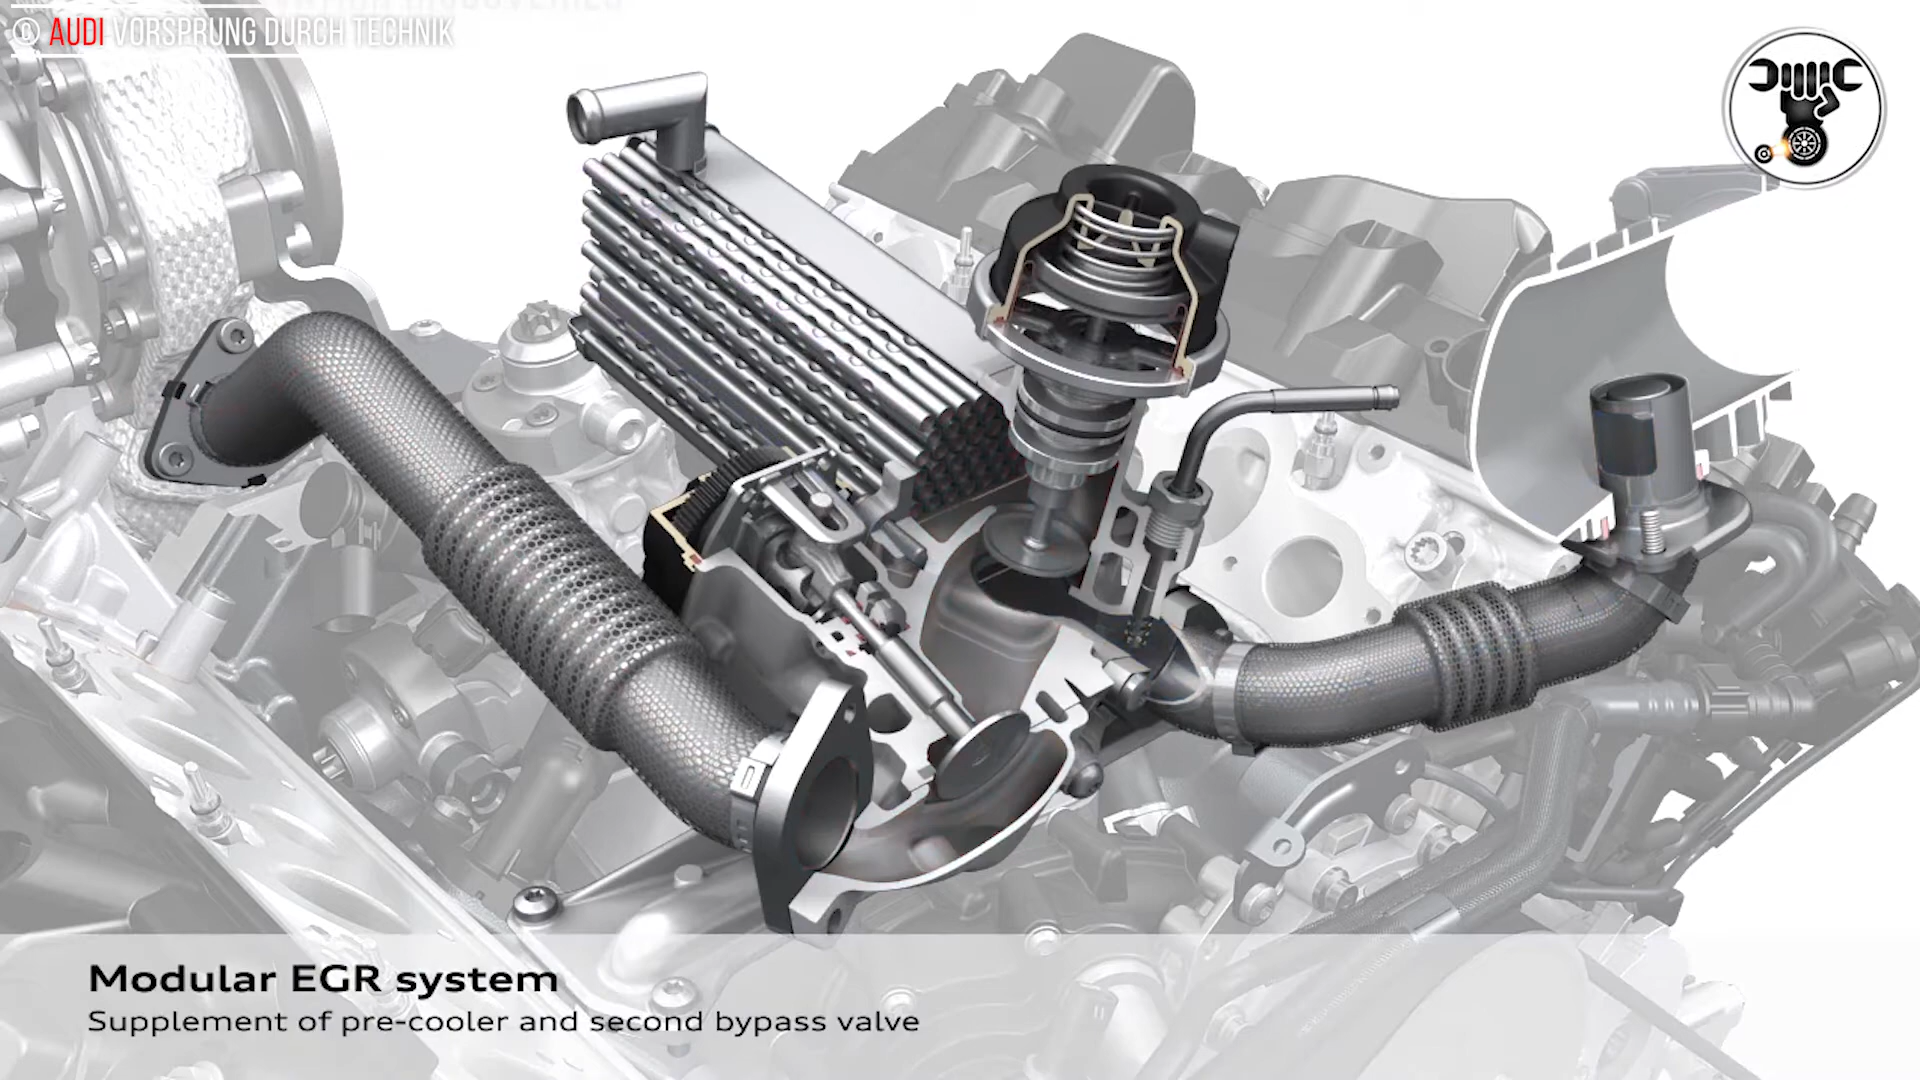 © AUDI VORSPRUNG DURCH TECHNIK
Modular EGR system
Supplement of pre-cooler and second bypass valve